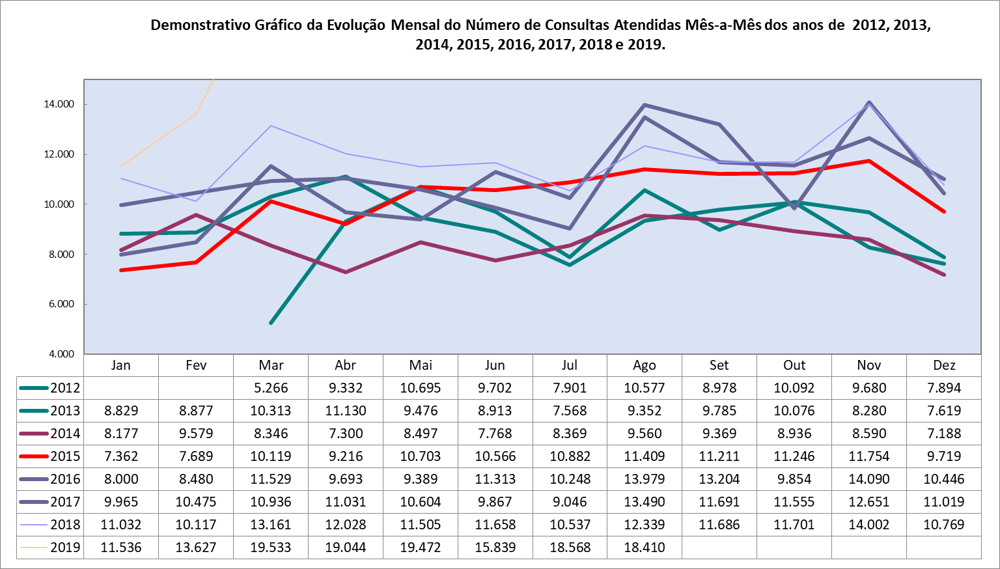 Demonstrativo Gráfico da Evolução Mensal do Número de Consultas Atendidas Mês-a-Mês dos anos de 2012, 2013,
2014, 2015, 2016, 2017, 2018 e 2019.
14.000
12.000
10.000
8.000
6.000
4.000
Jan Fev Mar Abr Mai Jun Jul Ago Set Out Nov Dez
2012 5.266 9.332 10.695 9.702 7.901 10.577 8.978 10.092 9.680 7.894
2013 8.829 8.877 10.313 11.130 9.476 8.913 7.568 9.352 9.785 10.076 8.280 7.619
2014 8.177 9.579 8.346 7.300 8.497 7.768 8.369 9.560 9.369 8.936 8.590 7.188
2015 7.362 7.689 10.119 9.216 10.703 10.566 10.882 11.409 11.211 11.246 11.754 9.719
2016 8.000 8.480 11.529 9.693 9.389 11.313 10.248 13.979 13.204 9.854 14.090 10.446
2017 9.965 10.475 10.936 11.031 10.604 9.867 9.046 13.490 11.691 11.555 12.651 11.019
2018 11.032 10.117 13.161 12.028 11.505 11.658 10.537 12.339 11.686 11.701 14.002 10.769
2019 11.536 13.627 19.533 19.044 19.472 15.839 18.568 18.410